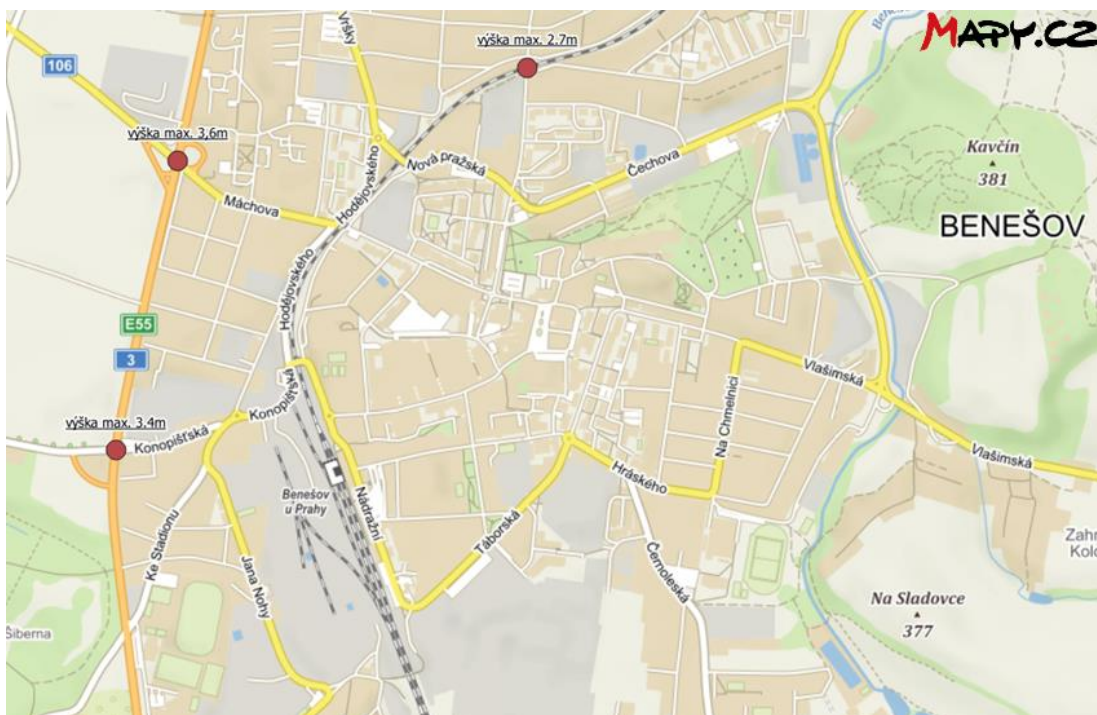 MAPY.CZ
Vršky
výška max. 2.7m
106
výška max. 3,6m
Hodějovského
Nová pražská
Čechova
Kavčín
381
BENEŠOV
Máchova
Hodějovského
E55
3
Vlašimská
Na Chmelnici
výška max. 3.4m
Konopišťská
Konopišťská
Vlašimská
Hráského
Benešov
u Prahy
Nádražní
Táborská
Ke Stadionu
Jana Nohy
Černoleská
Na Sladovce
377